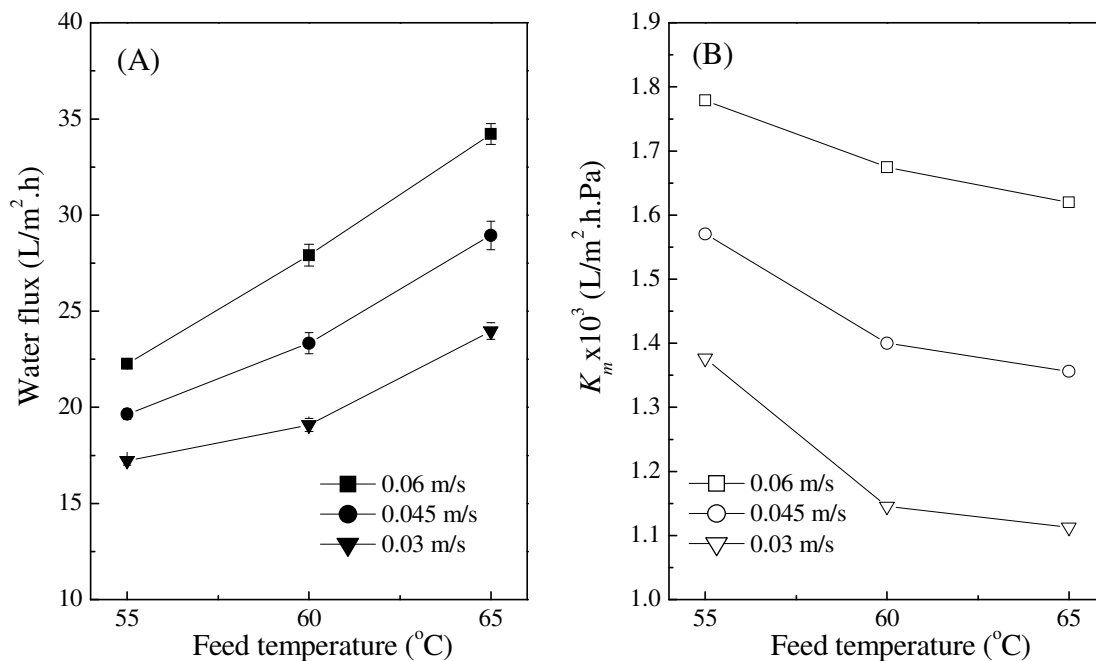 (A)
Water flux (L/m².h)
40
35
30
25
20
15
10
0.06 m/s
0.045 m/s
0.03 m/s
55 60 65
Feed temperature (°C)
(B)
Kₘ x10³ (L/m².h.Pa)
1.9
1.8
1.7
1.6
1.5
1.4
1.3
1.2
1.1
1.0
0.06 m/s
0.045 m/s
0.03 m/s
55 60 65
Feed temperature (°C)